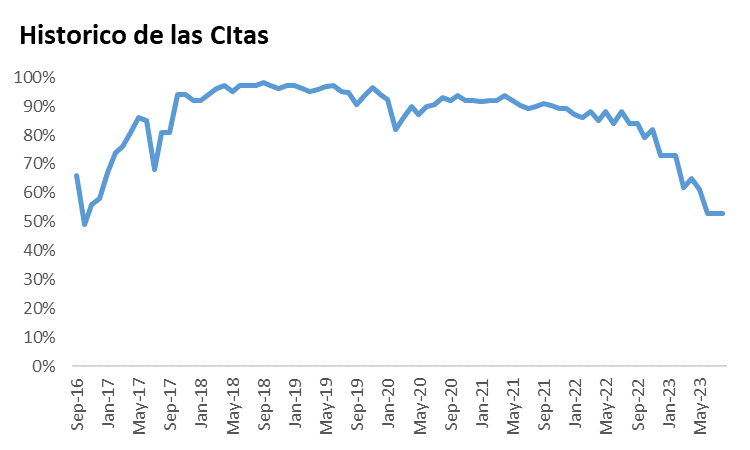 Historico de las CItas
100%
90%
80%
70%
60%
50%
40%
30%
20%
10%
0%
Sep-16
Jan-17
May-17
Sep-17
Jan-18
May-18
Sep-18
Jan-19
May-19
Sep-19
Jan-20
May-20
Sep-20
Jan-21
May-21
Sep-21
Jan-22
May-22
Sep-22
Jan-23
May-23